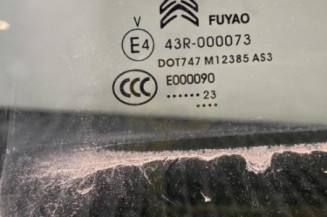 FUYAO
V
E4 43R-000073
DOT747 M12385 AS3
CCC E000090
...... 23 ...